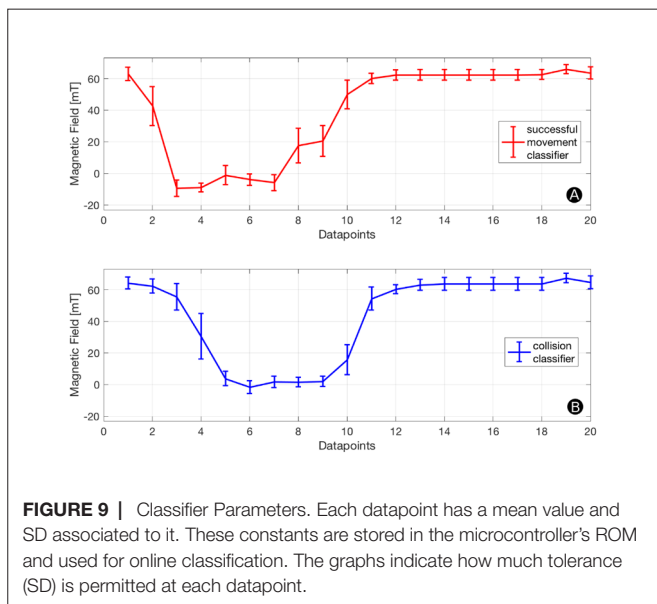 60
40
20
0
-20
Magnetic Field [mT]
successful
movement
classifier
A
0 2 4 6 8 10 12 14 16 18 20
Datapoints
60
40
20
0
-20
Magnetic Field [mT]
collision
classifier
B
0 2 4 6 8 10 12 14 16 18 20
Datapoints
FIGURE 9 | Classifier Parameters. Each datapoint has a mean value and
SD associated to it. These constants are stored in the microcontroller's ROM
and used for online classification. The graphs indicate how much tolerance
(SD) is permitted at each datapoint.